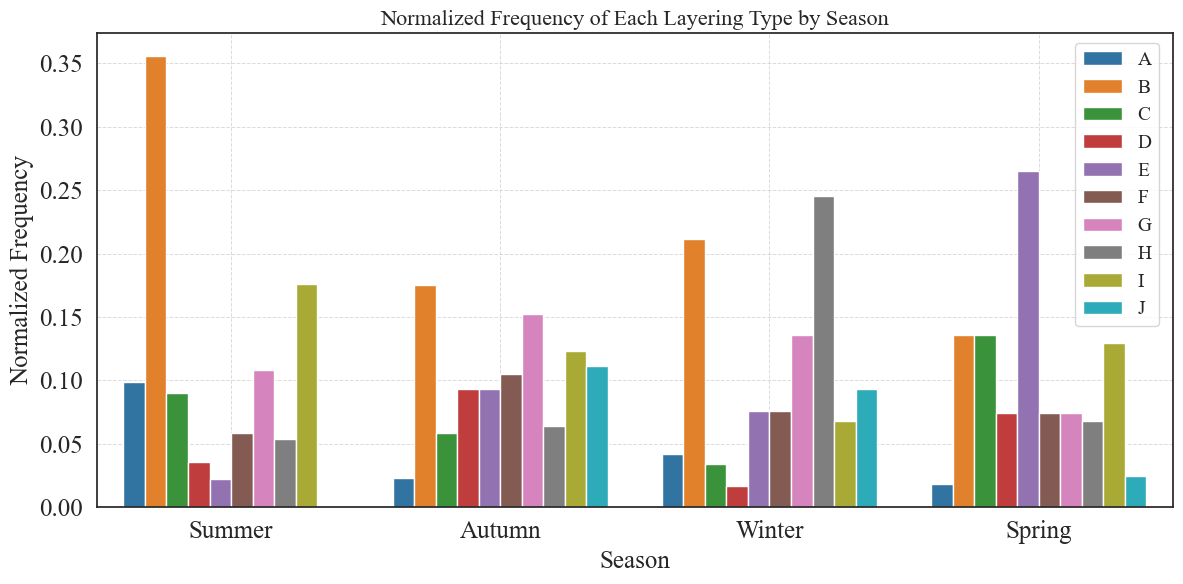 Normalized Frequency of Each Layering Type by Season
Normalized Frequency
0.35
0.30
0.25
0.20
0.15
0.10
0.05
0.00
A
B
C
D
E
F
G
H
I
J
Summer
Autumn
Winter
Spring
Season